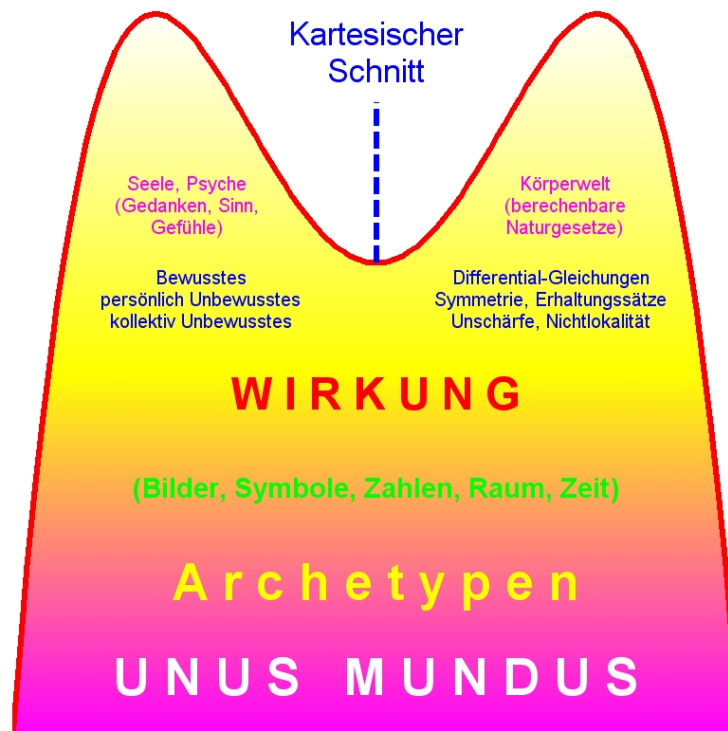 Kartesischer
Schnitt
Seele, Psyche
(Gedanken, Sinn,
Gefühle)
Körperwelt
(berechenbare
Naturgesetze)
Bewusstes
persönlich Unbewusstes
kollektiv Unbewusstes
Differential-Gleichungen
Symmetrie, Erhaltungssätze
Unschärfe, Nichtlokalität
WIRKUNG
(Bilder, Symbole, Zahlen, Raum, Zeit)
Archetypen
UNUS MUNDUS